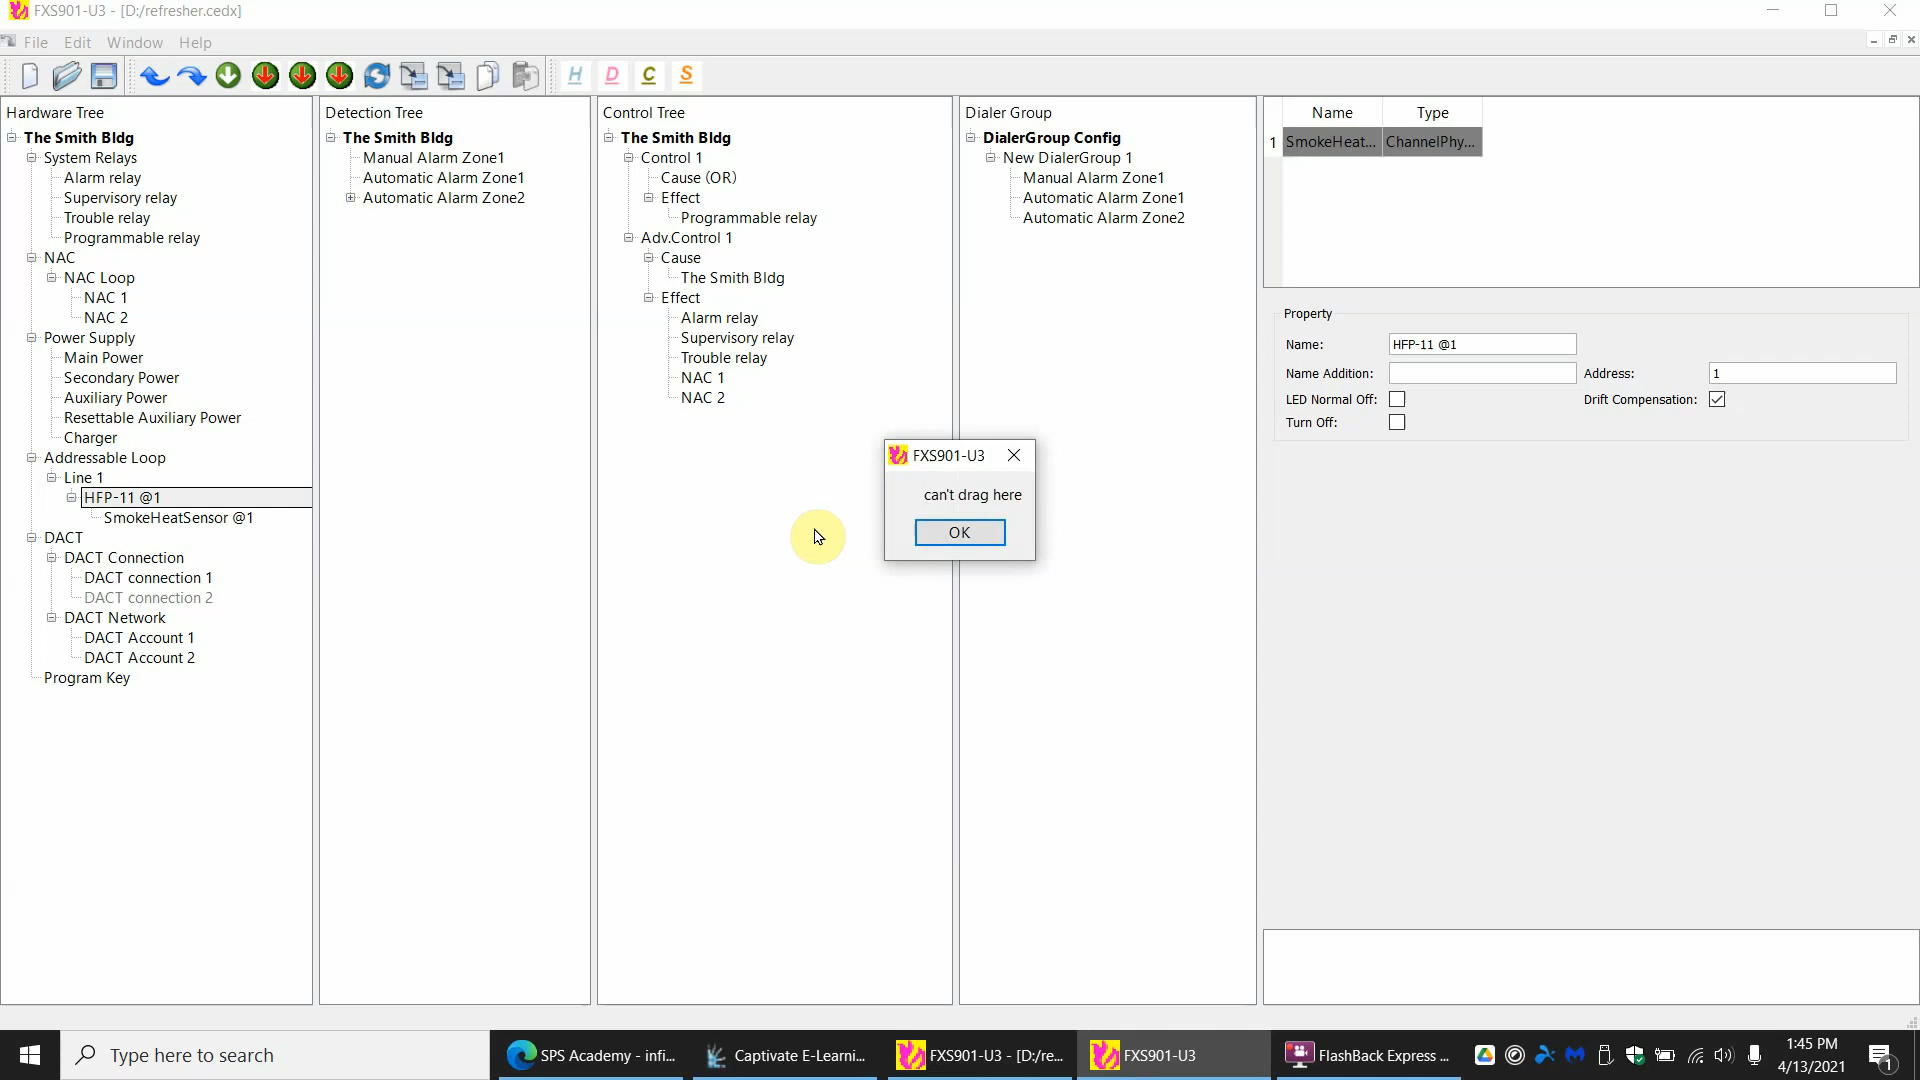 FXS901-U3 - [D:/refresher.cedx]
File Edit Window Help
H D C S
Hardware Tree
The Smith Bldg
System Relays
Alarm relay
Supervisory relay
Trouble relay
Programmable relay
NAC
NAC Loop
NAC 1
NAC 2
Power Supply
Main Power
Secondary Power
Auxiliary Power
Resettable Auxiliary Power
Charger
Addressable Loop
Line 1
HFP-11 @1
SmokeHeatSensor @1
DACT
DACT Connection
DACT connection 1
DACT connection 2
DACT Network
DACT Account 1
DACT Account 2
Program Key
Detection Tree
The Smith Bldg
Manual Alarm Zone1
Automatic Alarm Zone1
Automatic Alarm Zone2
Control Tree
The Smith Bldg
Control 1
Cause (OR)
Effect
Programmable relay
Adv.Control 1
Cause
The Smith Bldg
Effect
Alarm relay
Supervisory relay
Trouble relay
NAC 1
NAC 2
Dialer Group
DialerGroup Config
New DialerGroup 1
Manual Alarm Zone1
Automatic Alarm Zone1
Automatic Alarm Zone2
FXS901-U3
can't drag here
OK
Name Type
1 SmokeHeat... ChannelPhy...
Property
Name: HFP-11 @1
Name Addition: Address: 1
LED Normal Off: Drift Compensation:
Turn Off:
Type here to search
SPS Academy - infi...
Captivate E-Learni...
FXS901-U3 - [D:/re...
FXS901-U3
FlashBack Express ...
1:45 PM
4/13/2021
1